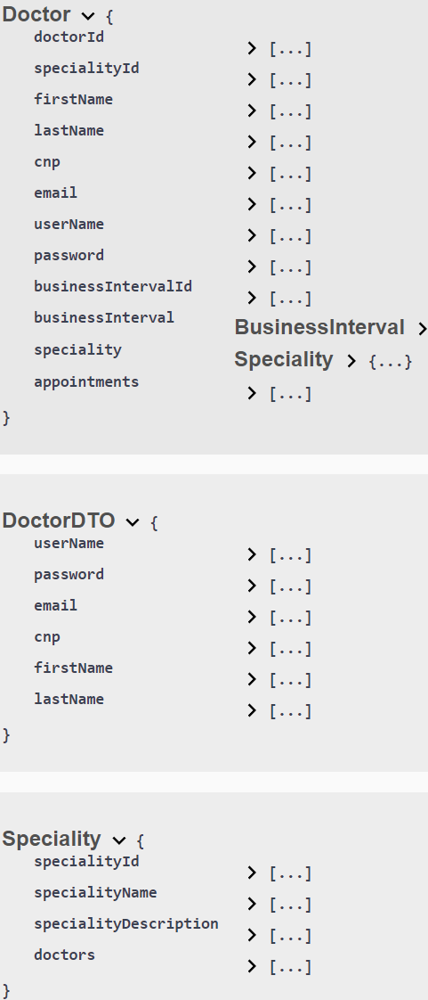 Doctor {
doctorId [...]
specialityId [...]
firstName [...]
lastName [...]
cnp [...]
email [...]
userName [...]
password [...]
businessIntervalId [...]
businessInterval BusinessInterval
speciality Speciality {...}
appointments [...]
}
DoctorDTO {
userName [...]
password [...]
email [...]
cnp [...]
firstName [...]
lastName [...]
}
Speciality {
specialityId [...]
specialityName [...]
specialityDescription [...]
doctors [...]
}